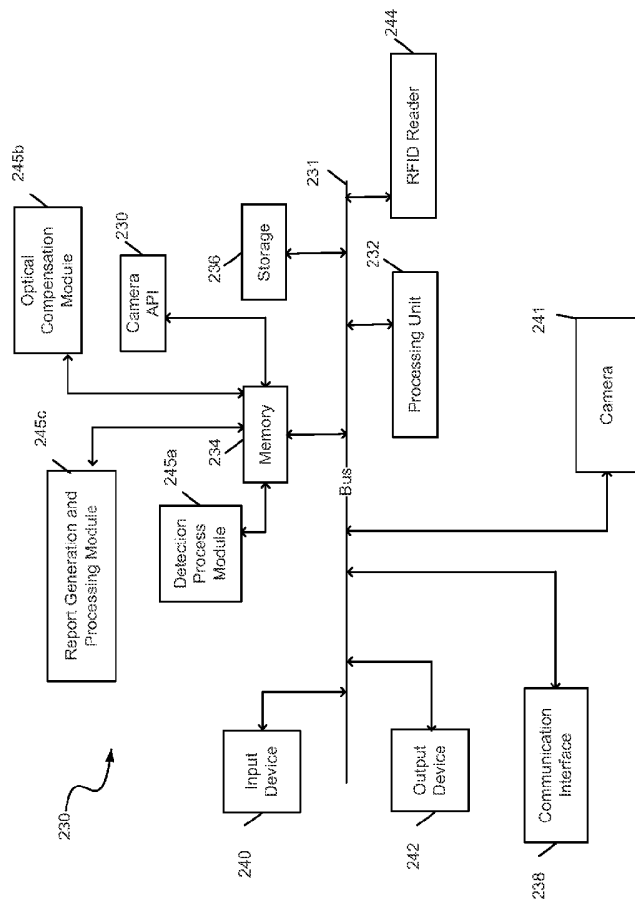 230
Report Generation and
Processing Module
245c
Optical
Compensation
Module
245b
Camera
API
230
Detection
Process
Module
245a
Memory
234
Storage
236
Bus
231
Input
Device
240
Output
Device
242
Communication
Interface
238
Processing Unit
232
RFID Reader
244
Camera
241